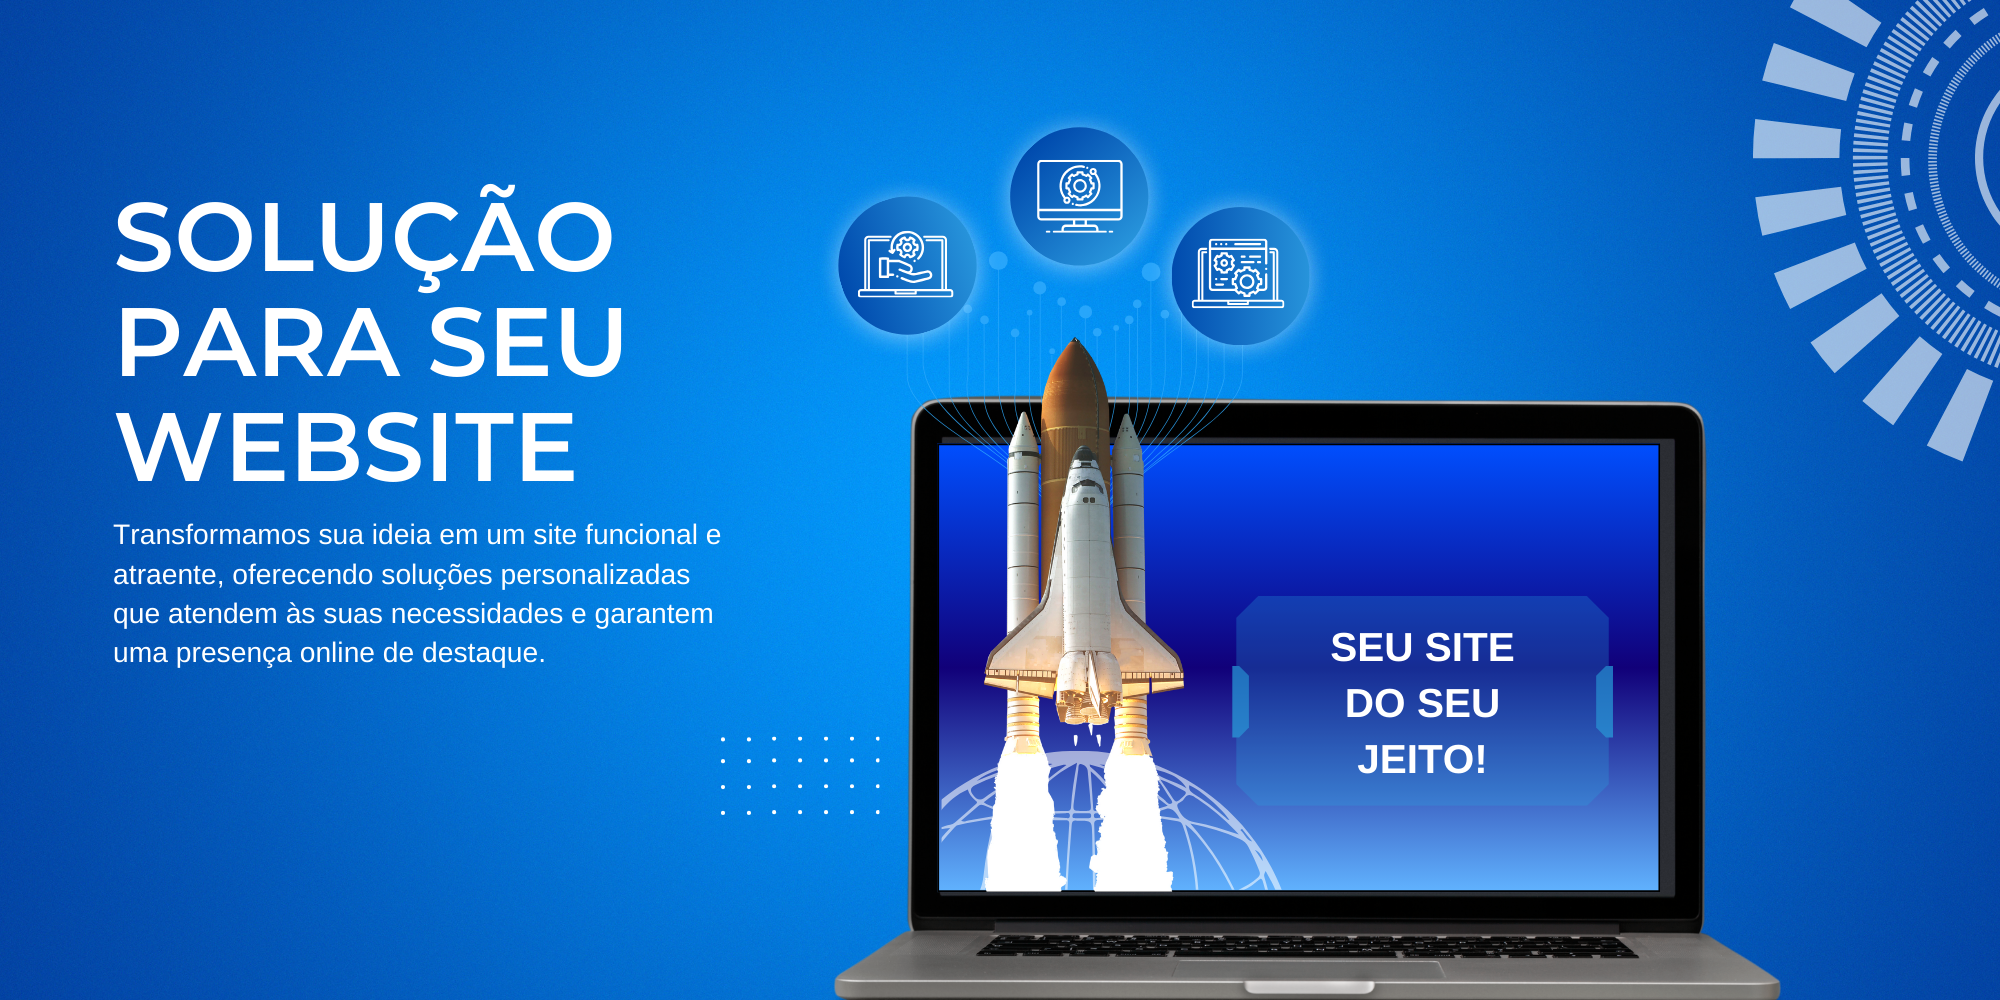 SOLUÇÃO
PARA SEU
WEBSITE
Transformamos sua ideia em um site funcional e
atraente, oferecendo soluções personalizadas
que atendem às suas necessidades e garantem
uma presença online de destaque.
SEU SITE
DO SEU
JEITO!